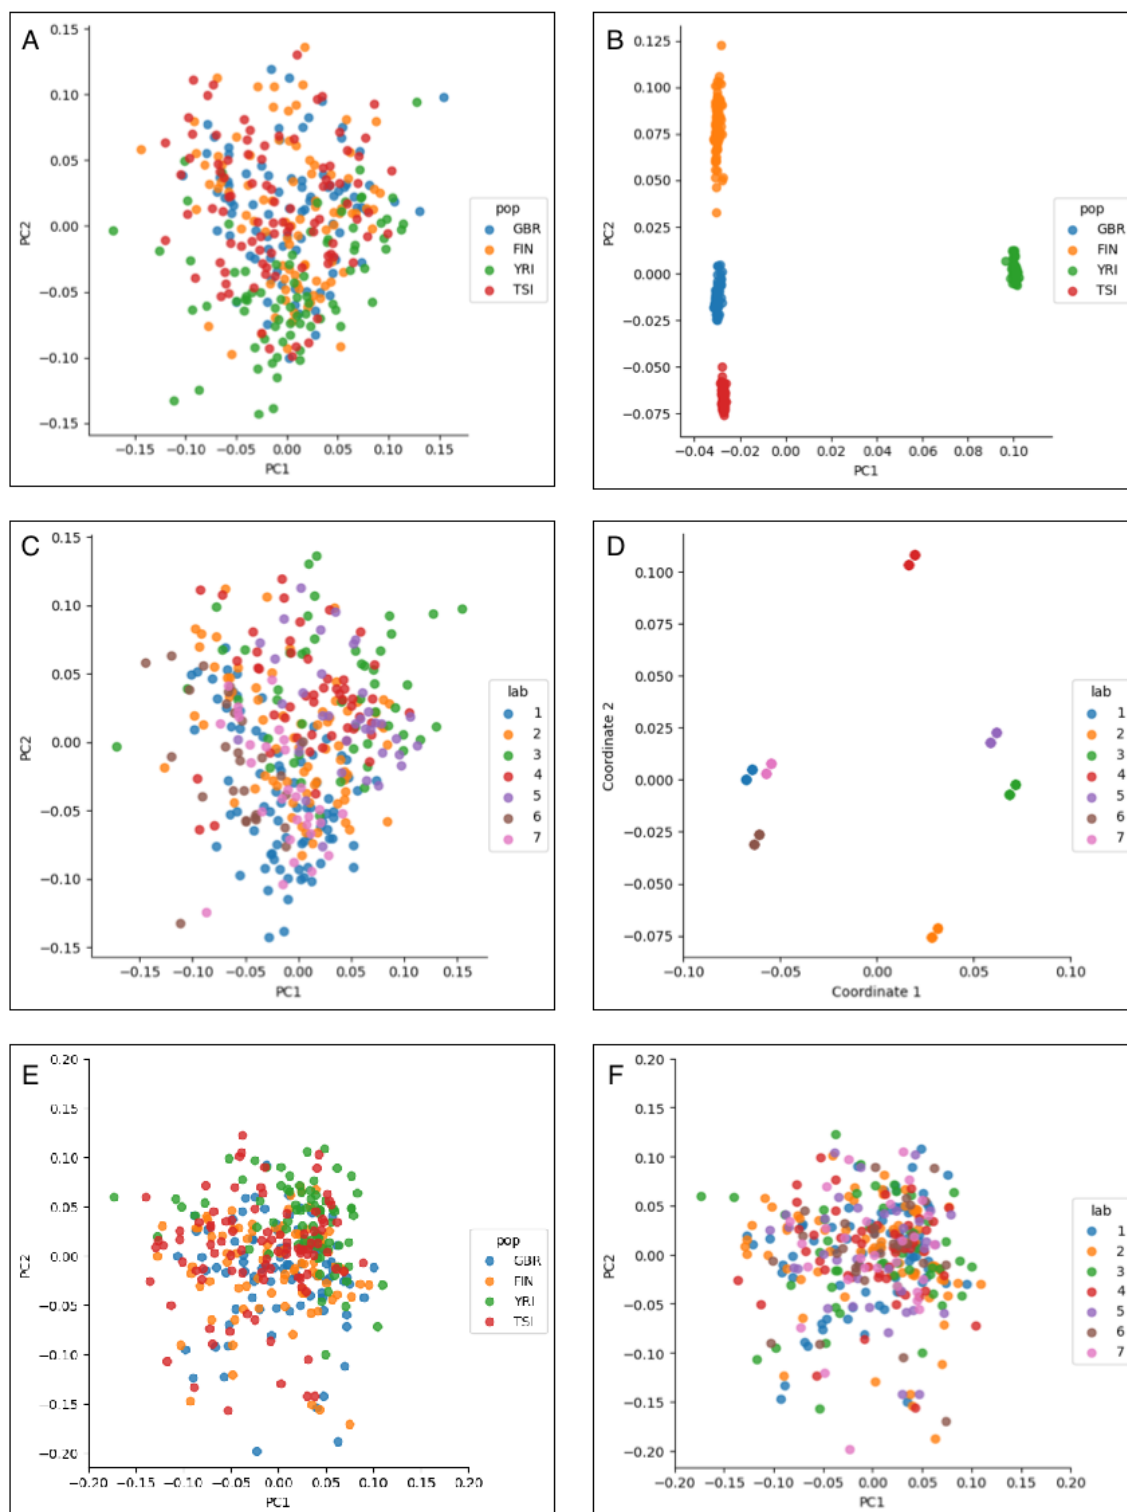 A
0.15
0.10
0.05
0.00
−0.05
−0.10
−0.15
PC2
−0.15 −0.10 −0.05 0.00 0.05 0.10 0.15
PC1
pop
GBR
FIN
YRI
TSI
B
0.125
0.100
0.075
0.050
0.025
0.000
−0.025
−0.050
−0.075
PC2
−0.04 −0.02 0.00 0.02 0.04 0.06 0.08 0.10
PC1
pop
GBR
FIN
YRI
TSI
C
0.15
0.10
0.05
0.00
−0.05
−0.10
−0.15
PC2
−0.15 −0.10 −0.05 0.00 0.05 0.10 0.15
PC1
lab
1
2
3
4
5
6
7
D
0.100
0.075
0.050
0.025
0.000
−0.025
−0.050
−0.075
Coordinate 2
−0.10 −0.05 0.00 0.05 0.10
Coordinate 1
lab
1
2
3
4
5
6
7
E
0.20
0.15
0.10
0.05
0.00
−0.05
−0.10
−0.15
−0.20
PC2
−0.20 −0.15 −0.10 −0.05 0.00 0.05 0.10 0.15 0.20
PC1
pop
GBR
FIN
YRI
TSI
F
0.20
0.15
0.10
0.05
0.00
−0.05
−0.10
−0.15
−0.20
PC2
−0.20 −0.15 −0.10 −0.05 0.00 0.05 0.10 0.15 0.20
PC1
lab
1
2
3
4
5
6
7